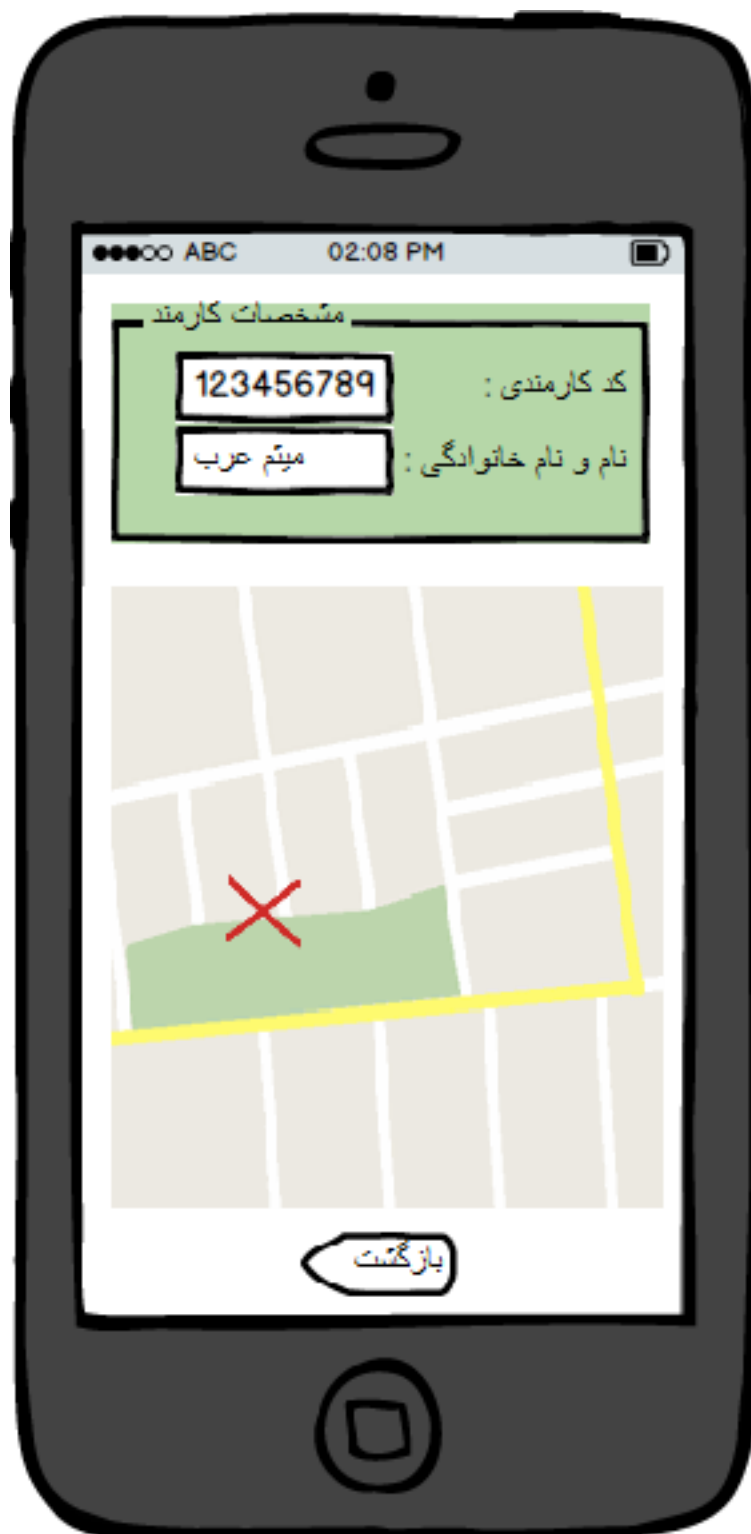 ABC 02:08 PM
مشخصات کارمند
کد کارمندی : 123456789
نام و نام خانوادگی : میثم عرب
بازگشت